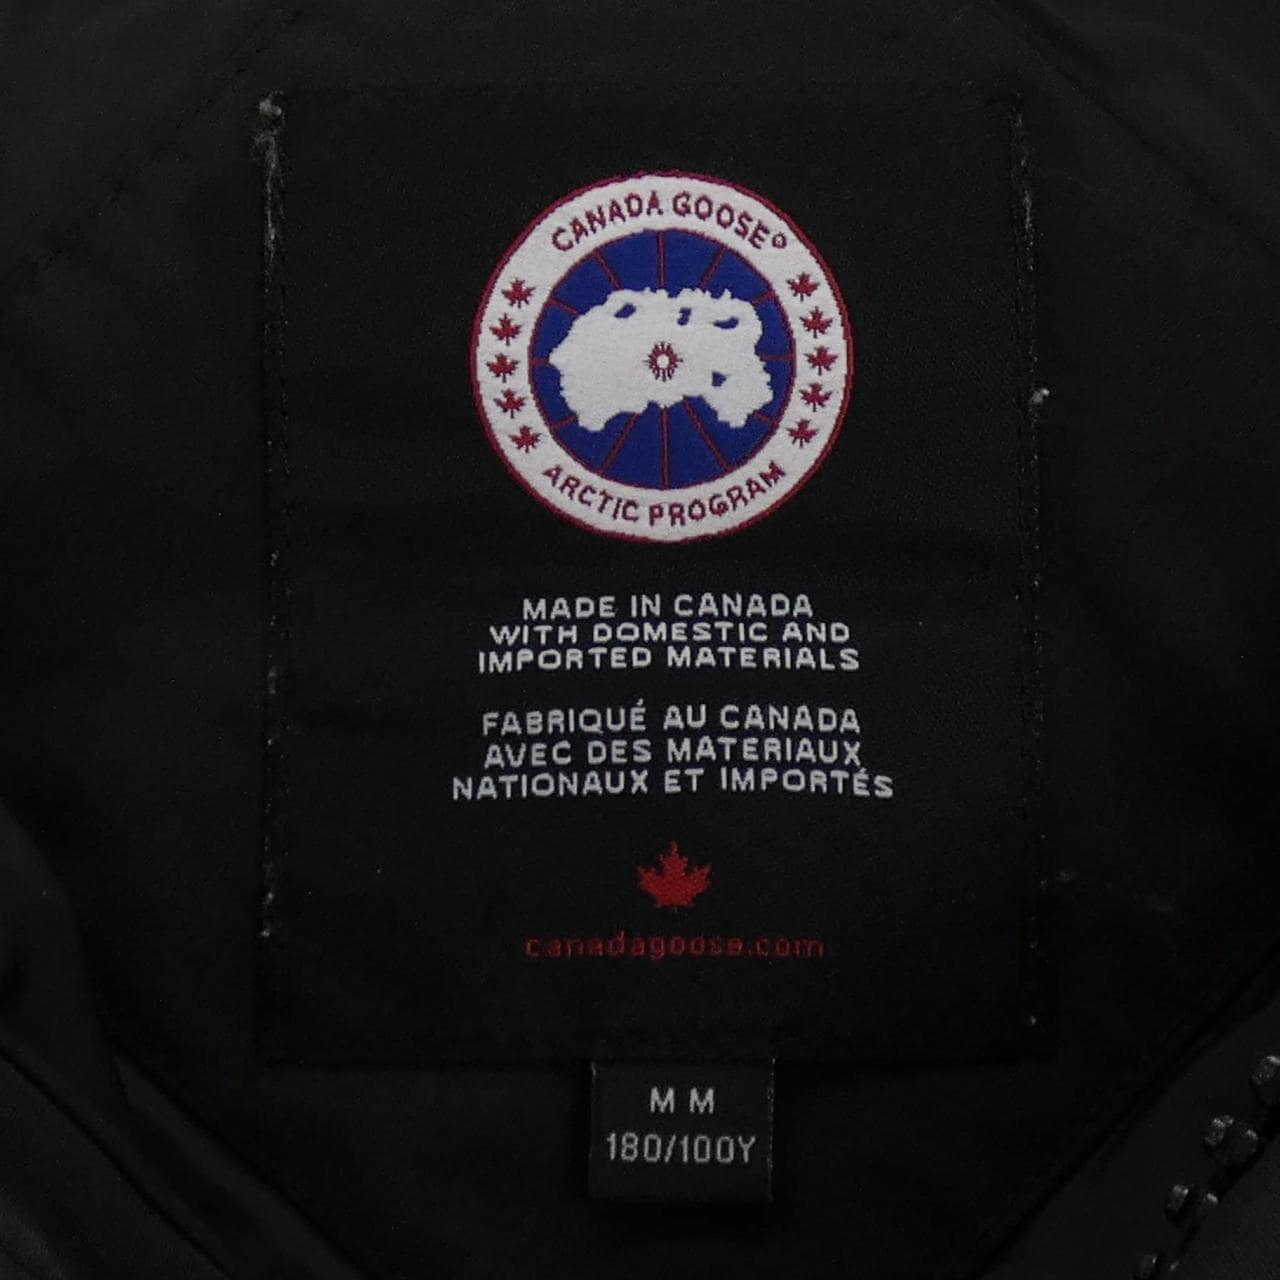 CANADA GOOSE®
ARCTIC PROGRAM
MADE IN CANADA
WITH DOMESTIC AND
IMPORTED MATERIALS
FABRIQUÉ AU CANADA
AVEC DES MATERIAUX
NATIONAUX ET IMPORTÉS
canadagoose.com
M M
180/100Y